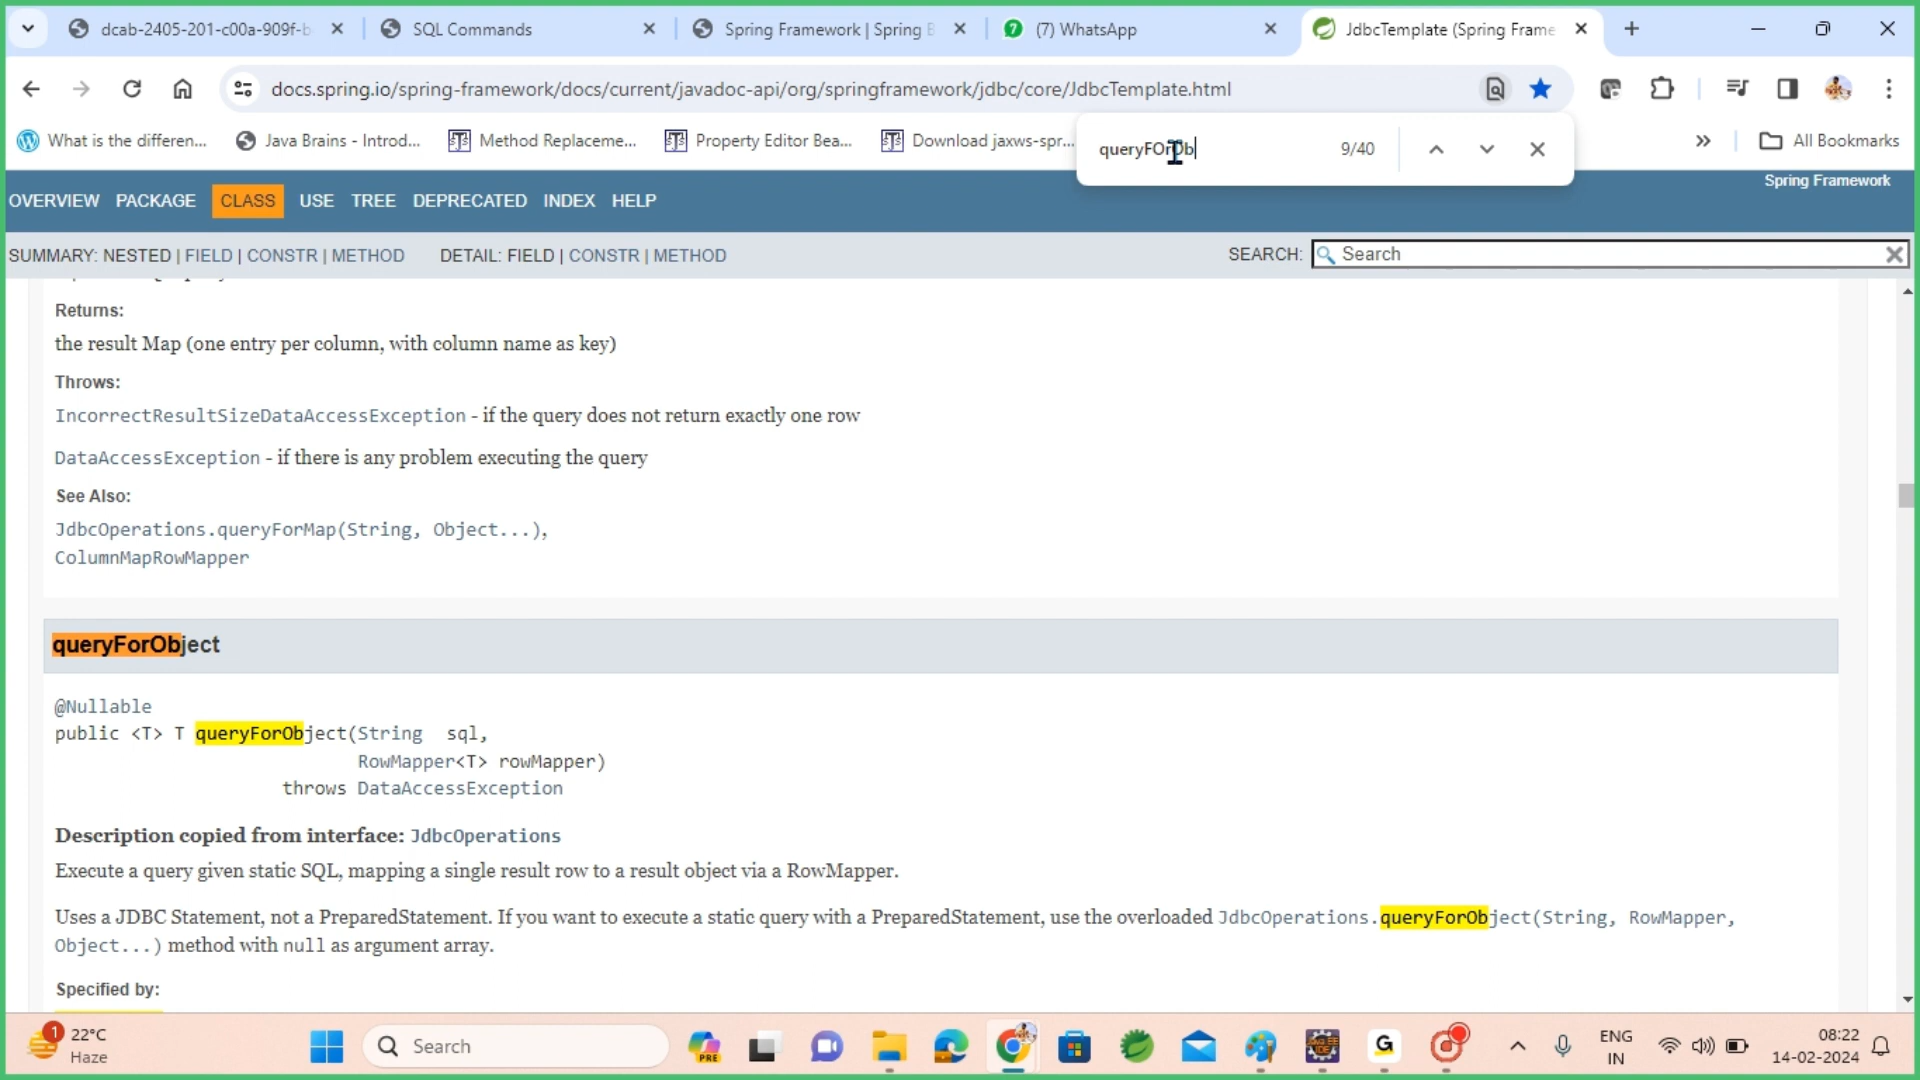 dcab-2405-201-c00a-909f-b
SQL Commands
Spring Framework | Spring B
7
(7) WhatsApp
JdbcTemplate (Spring Frame
docs.spring.io/spring-framework/docs/current/javadoc-api/org/springframework/jdbc/core/JdbcTemplate.html
What is the differen...
Java Brains - Introd...
Method Replaceme...
Property Editor Bea...
Download jaxws-spr...
All Bookmarks
queryFOrOb
9/40
Spring Framework
OVERVIEW PACKAGE CLASS USE TREE DEPRECATED INDEX HELP
SUMMARY: NESTED | FIELD | CONSTR | METHOD DETAIL: FIELD | CONSTR | METHOD
SEARCH: Search
Returns:
the result Map (one entry per column, with column name as key)
Throws:
IncorrectResultSizeDataAccessException - if the query does not return exactly one row
DataAccessException - if there is any problem executing the query
See Also:
JdbcOperations.queryForMap(String, Object...),
ColumnMapRowMapper
queryForObject
@Nullable
public <T> T queryForObject(String sql,
RowMapper<T> rowMapper)
throws DataAccessException
Description copied from interface: JdbcOperations
Execute a query given static SQL, mapping a single result row to a result object via a RowMapper.
Uses a JDBC Statement, not a PreparedStatement. If you want to execute a static query with a PreparedStatement, use the overloaded JdbcOperations.queryForObject(String, RowMapper,
Object...) method with null as argument array.
Specified by:
1
22°C
Haze
Search
PRE
G
ENG
IN
08:22
14-02-2024